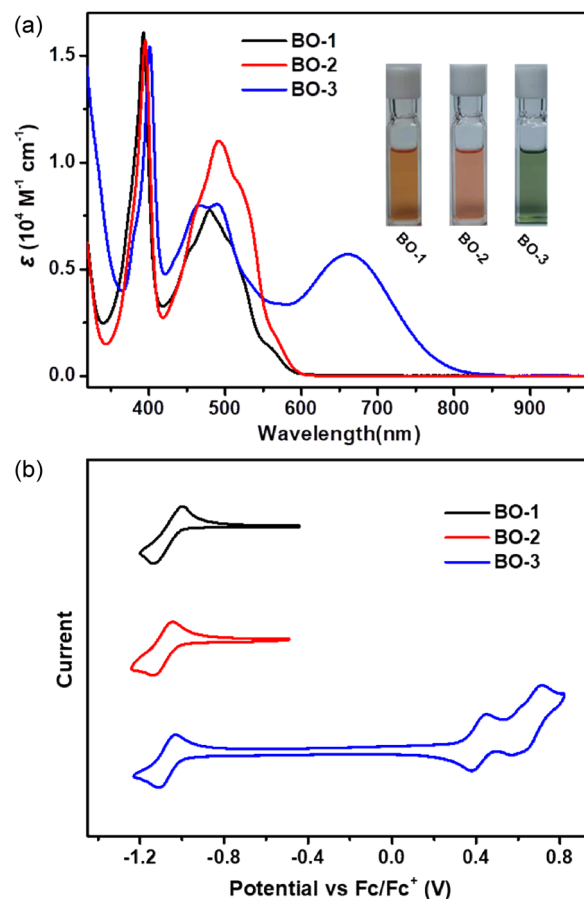 (a)
BO-1
BO-2
BO-3
1.5
1.0
0.5
0.0
ε (10⁴ M⁻¹ cm⁻¹)
BO-1
BO-2
BO-3
400
500
600
700
800
900
Wavelength(nm)
(b)
BO-1
BO-2
BO-3
Current
-1.2
-0.8
-0.4
0.0
0.4
0.8
Potential vs Fc/Fc⁺ (V)